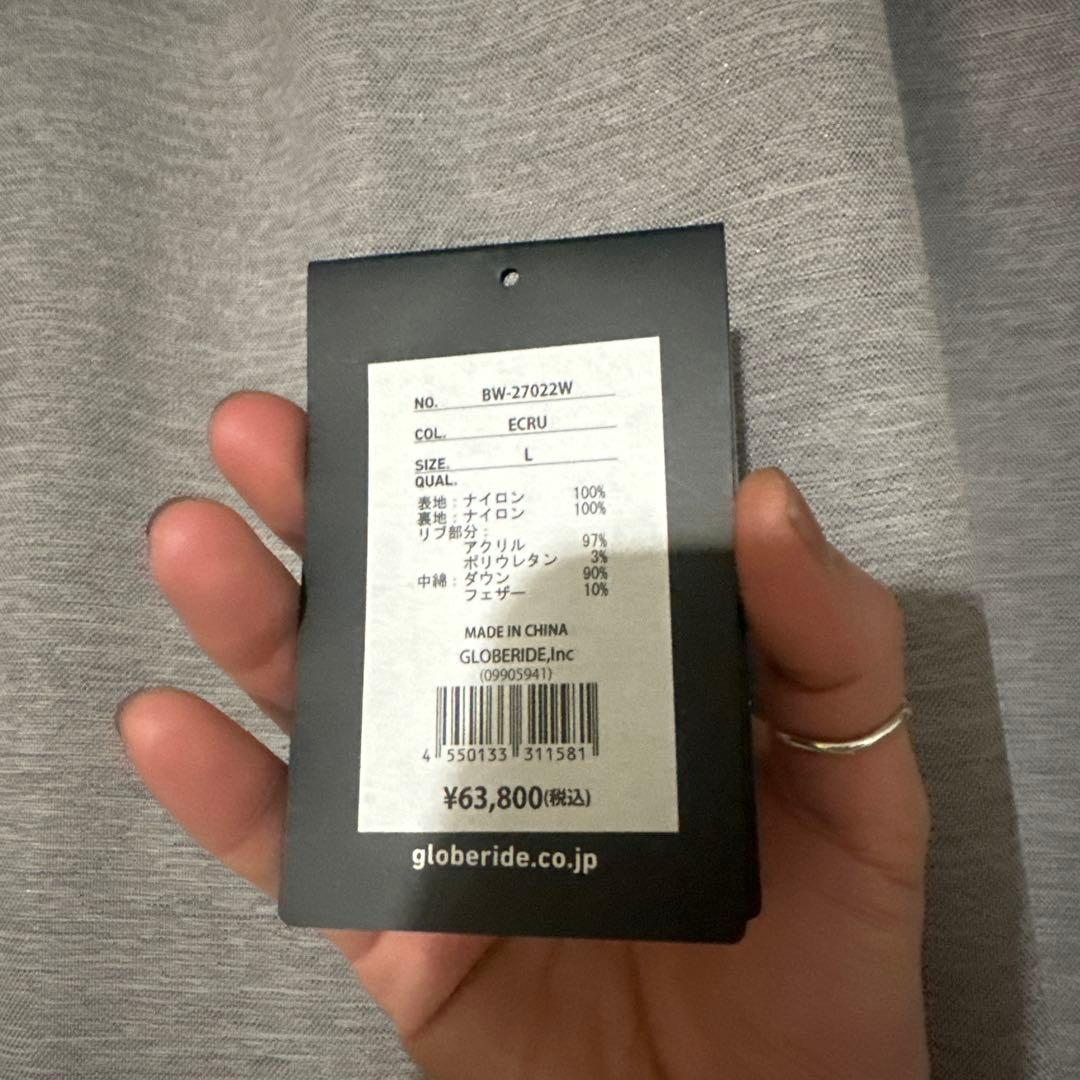 NO. BW-27022W
COL. ECRU
SIZE. L
QUAL.
表地：ナイロン 100%
裏地：ナイロン 100%
リブ部分：
アクリル 97%
ポリウレタン 3%
中綿：ダウン 90%
フェザー 10%
MADE IN CHINA
GLOBERIDE,Inc
(09905941)
4 550133 311581
¥63,800(税込)
globeride.co.jp